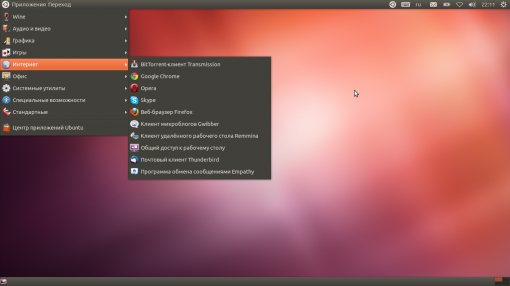 Приложения Переход
ru
22:11
Wine
Аудио и видео
Графика
Игры
Интернет
Офис
Системные утилиты
Специальные возможности
Стандартные
Центр приложений Ubuntu
BitTorrent-клиент Transmission
Google Chrome
Opera
Skype
Веб-браузер Firefox
Клиент микроблогов Gwibber
Клиент удалённого рабочего стола Remmina
Общий доступ к рабочему столу
Почтовый клиент Thunderbird
Программа обмена сообщениями Empathy